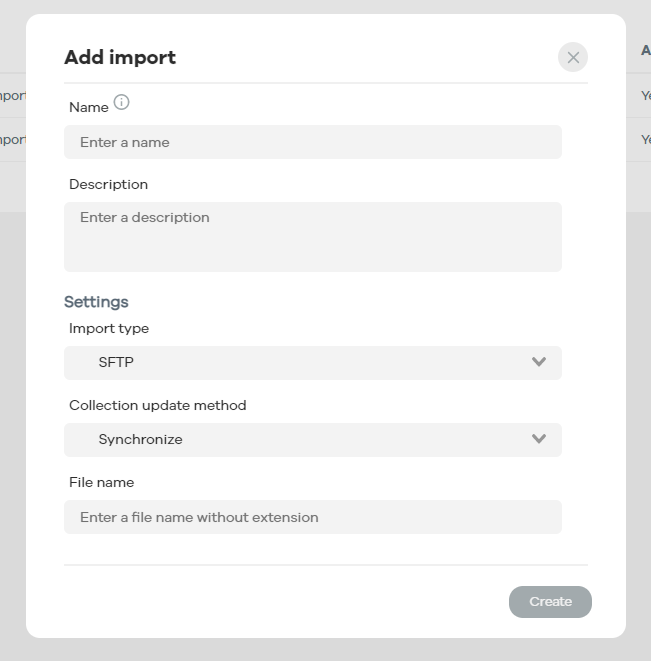 Add import
Name
Enter a name
Description
Enter a description
Settings
Import type
SFTP
Collection update method
Synchronize
File name
Enter a file name without extension
Create